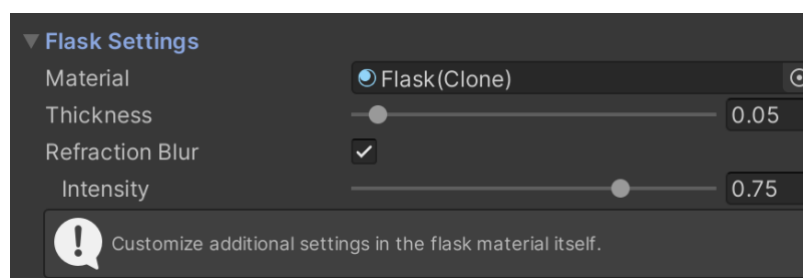 Flask Settings
Material Flask(Clone)
Thickness 0.05
Refraction Blur
Intensity 0.75
Customize additional settings in the flask material itself.